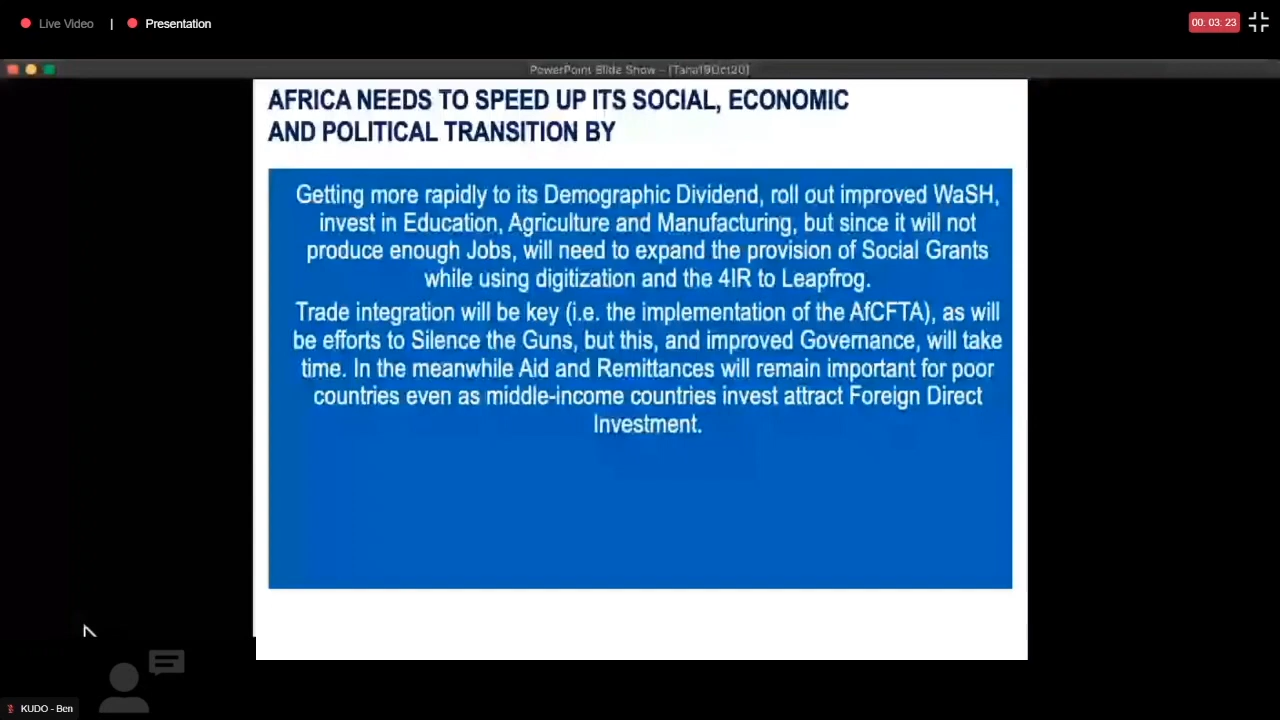 Live Video | Presentation
00: 03: 23
PowerPoint Slide Show - [Tana19Oct20]
AFRICA NEEDS TO SPEED UP ITS SOCIAL, ECONOMIC
AND POLITICAL TRANSITION BY
Getting more rapidly to its Demographic Dividend, roll out improved WaSH,
invest in Education, Agriculture and Manufacturing, but since it will not
produce enough Jobs, will need to expand the provision of Social Grants
while using digitization and the 4IR to Leapfrog.
Trade integration will be key (i.e. the implementation of the AfCFTA), as will
be efforts to Silence the Guns, but this, and improved Governance, will take
time. In the meanwhile Aid and Remittances will remain important for poor
countries even as middle-income countries invest attract Foreign Direct
Investment.
KUDO - Ben